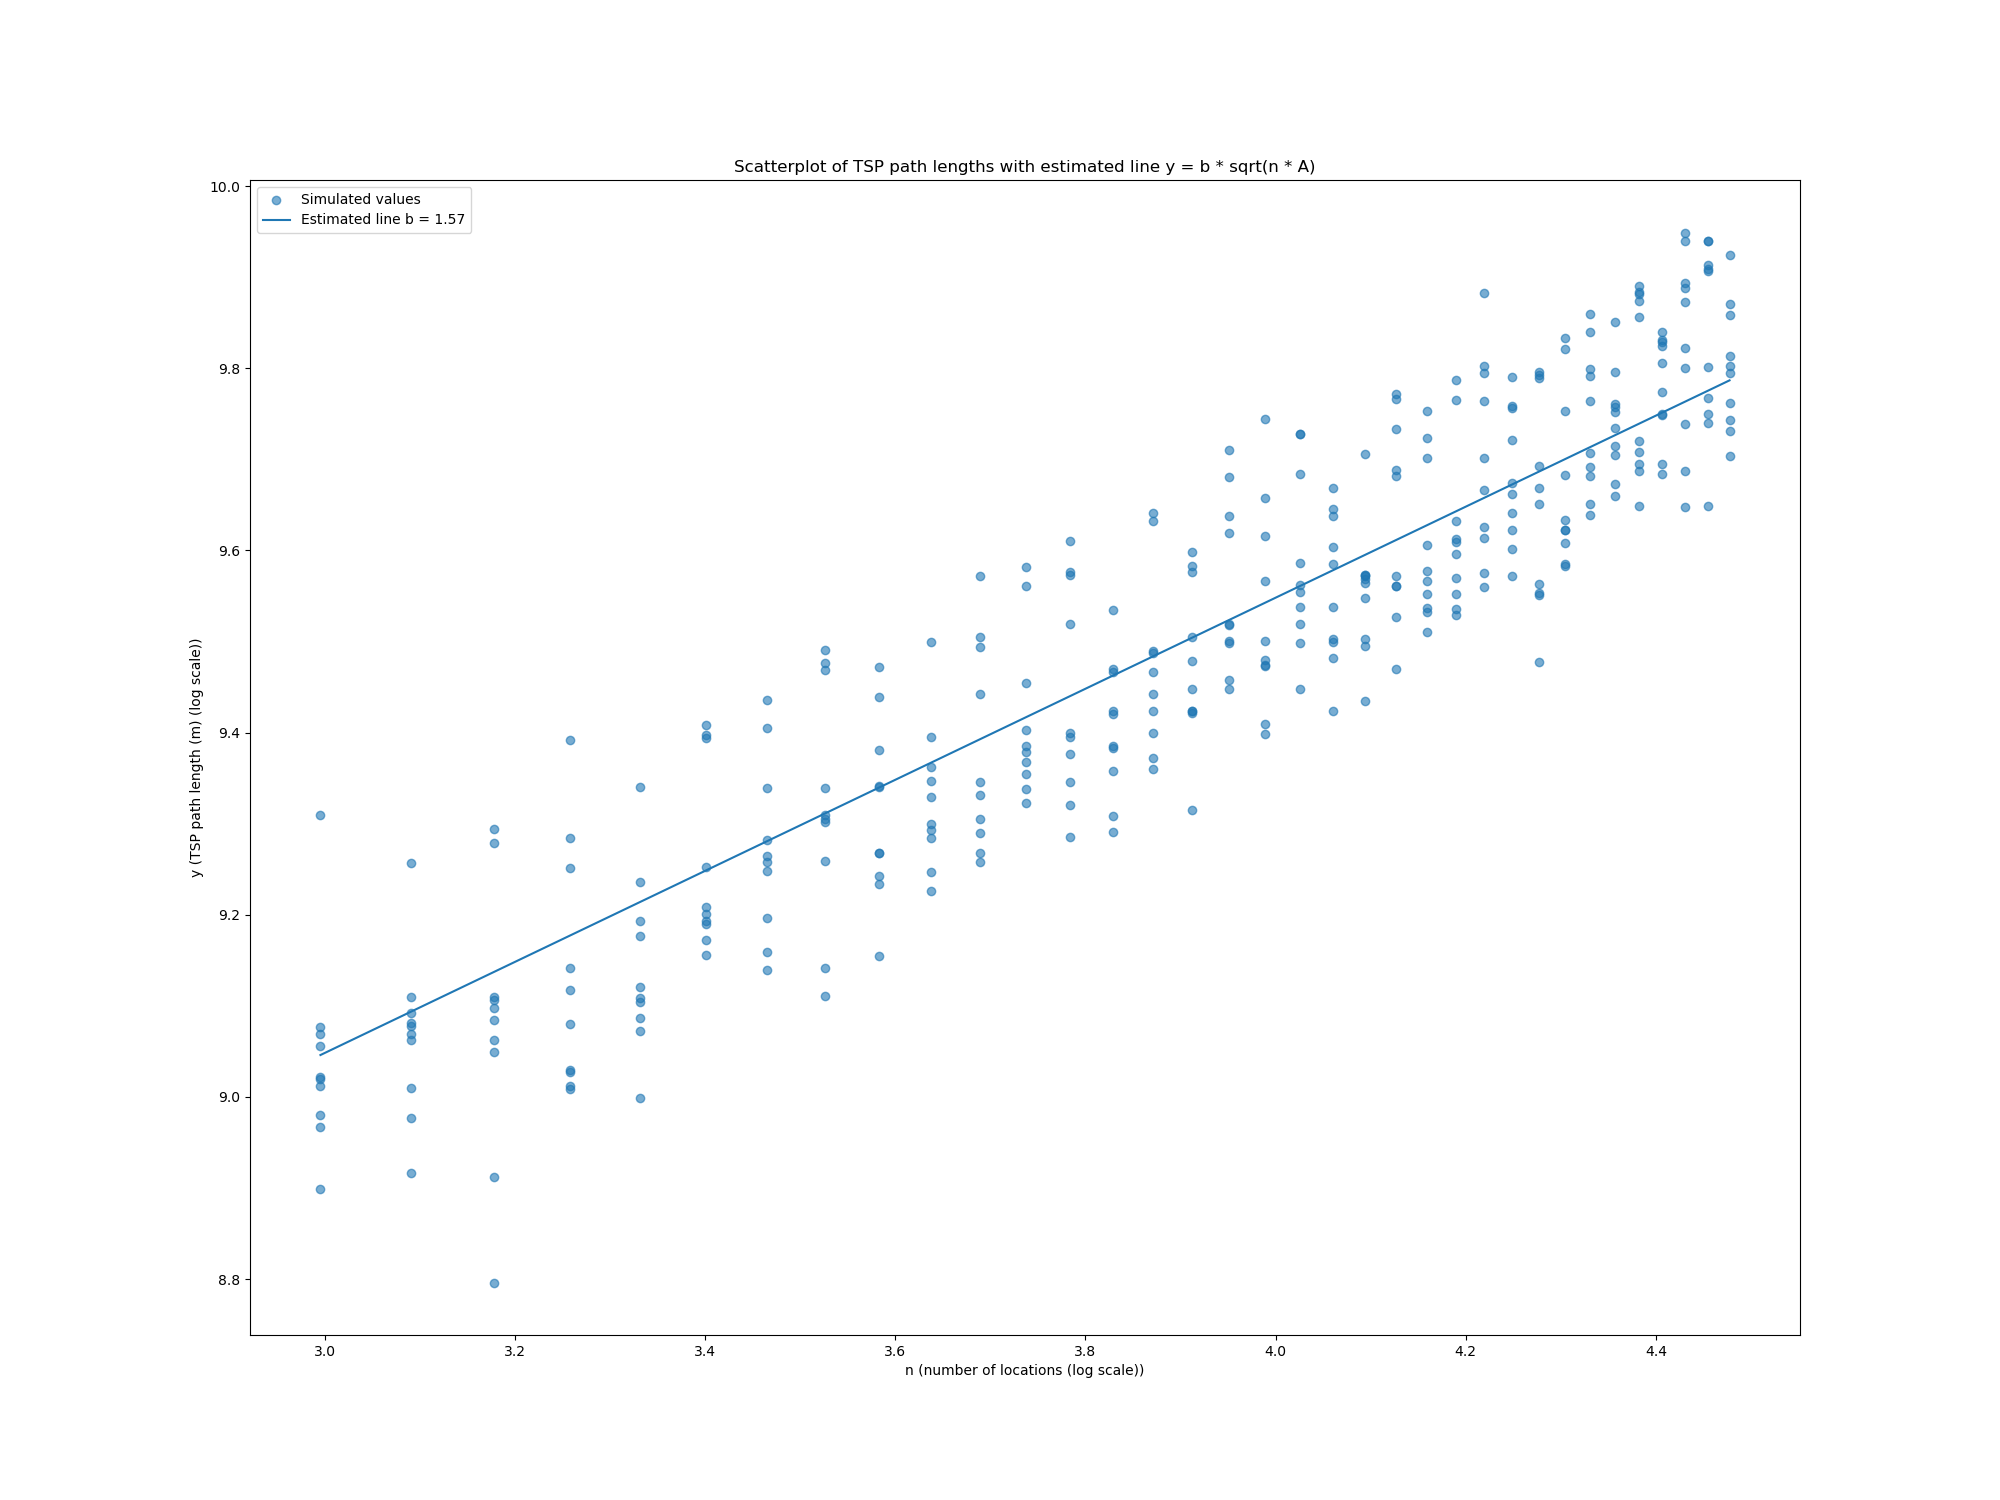 Scatterplot of TSP path lengths with estimated line y = b * sqrt(n * A)
Simulated values
Estimated line b = 1.57
10.0
9.8
9.6
9.4
9.2
9.0
8.8
y (TSP path length (m) (log scale))
3.0 3.2 3.4 3.6 3.8 4.0 4.2 4.4
n (number of locations (log scale))